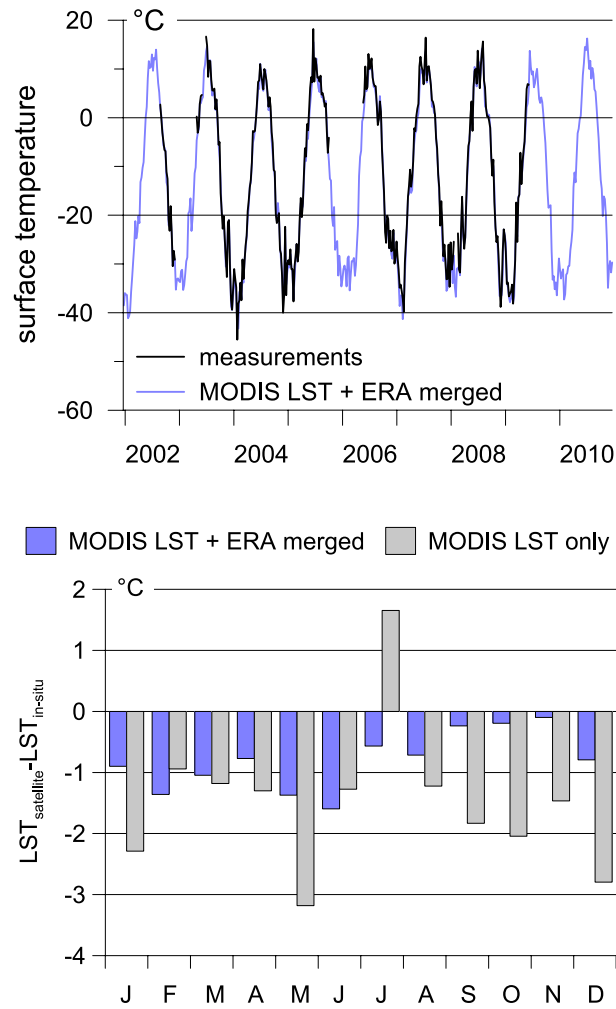 20
°C
0
-20
-40
-60
surface temperature
measurements
MODIS LST + ERA merged
2002 2004 2006 2008 2010
MODIS LST + ERA merged MODIS LST only
2
°C
1
0
-1
-2
-3
-4
LSTsatellite-LSTin-situ
J F M A M J J A S O N D